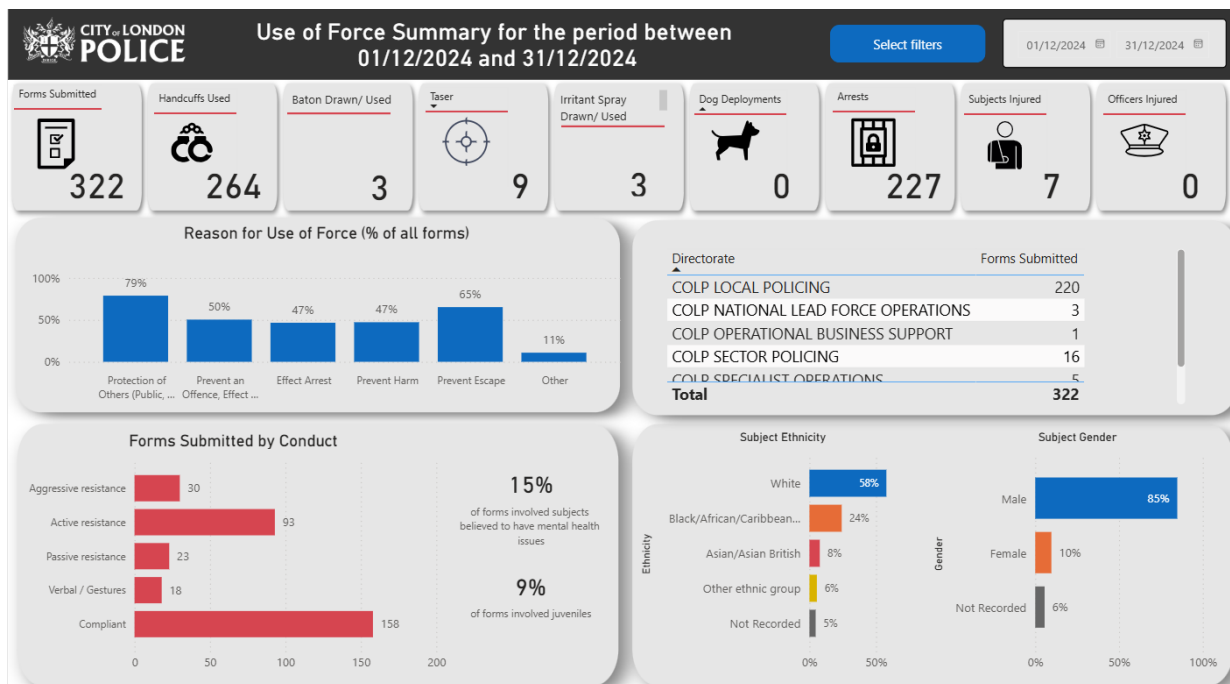 CITY OF LONDON
POLICE
Use of Force Summary for the period between
01/12/2024 and 31/12/2024
Select filters
01/12/2024
31/12/2024
Forms Submitted
322
Handcuffs Used
264
Baton Drawn/ Used
3
Taser
9
Irritant Spray
Drawn/ Used
3
Dog Deployments
0
Arrests
227
Subjects Injured
7
Officers Injured
0
Reason for Use of Force (% of all forms)
100%
50%
0%
79%
50%
47%
47%
65%
11%
Protection of
Others (Public, ...
Prevent an
Offence, Effect ...
Effect Arrest
Prevent Harm
Prevent Escape
Other
Directorate Forms Submitted
COLP LOCAL POLICING 220
COLP NATIONAL LEAD FORCE OPERATIONS 3
COLP OPERATIONAL BUSINESS SUPPORT 1
COLP SECTOR POLICING 16
COLP SPECIALIST OPERATIONS 5
Total 322
Forms Submitted by Conduct
Aggressive resistance 30
Active resistance 93
Passive resistance 23
Verbal / Gestures 18
Compliant 158
0 50 100 150 200
15%
of forms involved subjects
believed to have mental health
issues
9%
of forms involved juveniles
Subject Ethnicity
Ethnicity
White 58%
Black/African/Caribbean... 24%
Asian/Asian British 8%
Other ethnic group 6%
Not Recorded 5%
0% 50%
Subject Gender
Gender
Male 85%
Female 10%
Not Recorded 6%
0% 50% 100%